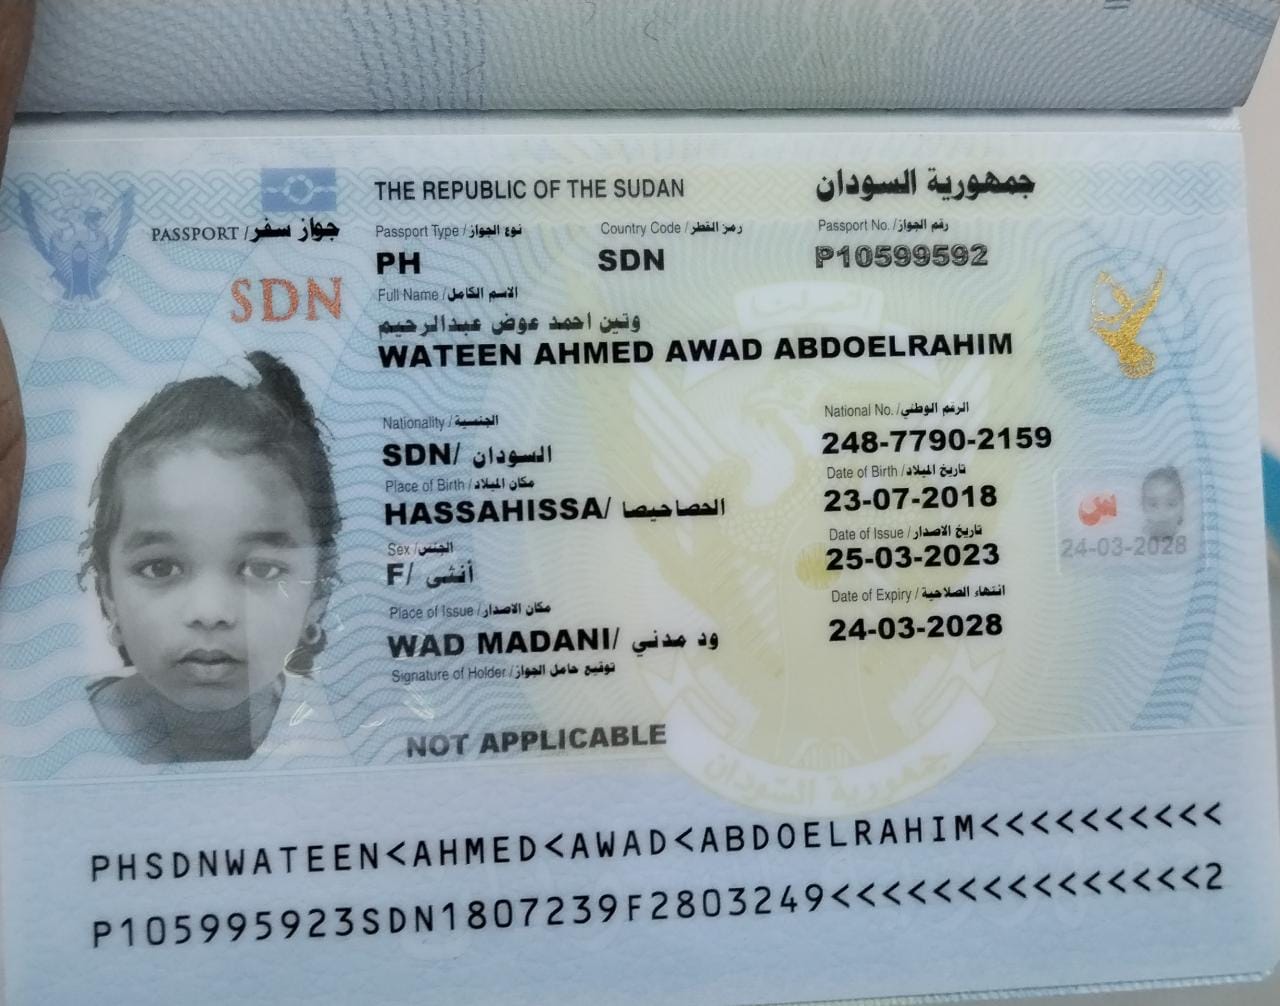 THE REPUBLIC OF THE SUDAN جمهورية السودان
PASSPORT / جواز سفر
Passport Type / نوع الجواز Country Code / رمز القطر Passport No. / رقم الجواز
PH SDN P10599592
SDN
Full Name / الاسم الكامل
وتين احمد عوض عبدالرحيم
WATEEN AHMED AWAD ABDOELRAHIM
Nationality / الجنسية National No. / الرقم الوطني
SDN/ السودان 248-7790-2159
Place of Birth / مكان الميلاد Date of Birth / تاريخ الميلاد
HASSAHISSA/ الحصاحيصا 23-07-2018
Sex / الجنس Date of Issue / تاريخ الاصدار
F/ أنثى 25-03-2023
س
24-03-2028
Place of Issue / مكان الاصدار Date of Expiry / انتهاء الصلاحية
WAD MADANI/ ود مدني 24-03-2028
Signature of Holder / توقيع حامل الجواز
NOT APPLICABLE
جمهورية السودان
PHSDNWATEEN<AHMED<AWAD<ABDOELRAHIM<<<<<<<<<<
P105995923SDN1807239F2803249<<<<<<<<<<<<<<<2